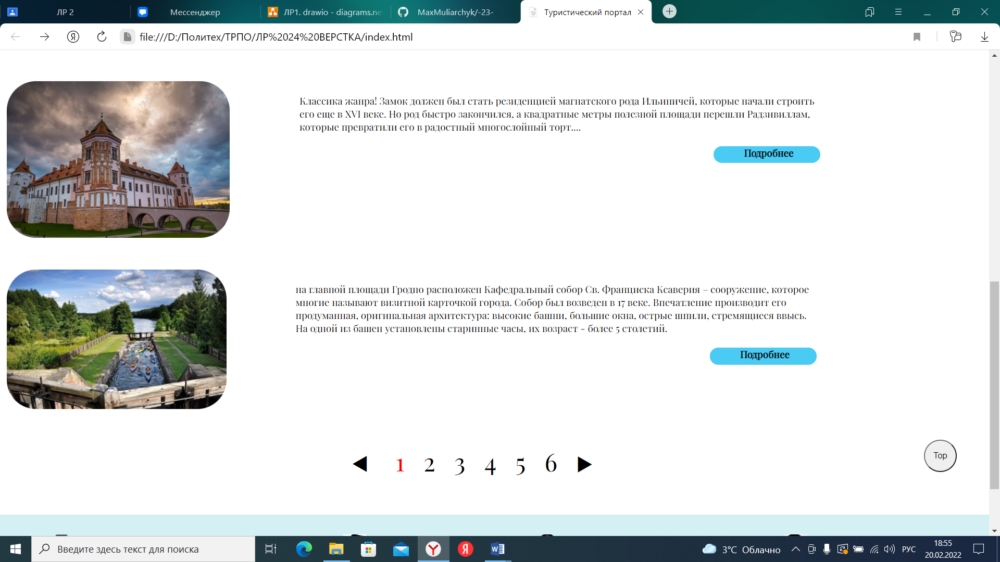 ЛР 2
Мессенджер
ЛР1. drawio - diagrams.ne
MaxMuliarchyk/-23-
Туристический портал
Я
file:///D:/Политех/ТРПО/ЛР%2024%20ВЕРСТКА/index.html
Классика жанра! Замок должен был стать резиденцией магнатского рода Ильиничей, которые начали строить
его еще в XVI веке. Но род быстро закончился, а квадратные метры полезной площади перешли Радзивиллам,
которые превратили его в радостный многослойный торт....
Подробнее
на главной площади Гродно расположен Кафедральный собор Св. Франциска Ксаверия – сооружение, которое
многие называют визитной карточкой города. Собор был возведен в 17 веке. Впечатление производит его
продуманная, оригинальная архитектура: высокие башни, большие окна, острые шпили, стремящиеся ввысь.
На одной из башен установлены старинные часы, их возраст - более 5 столетий.
Подробнее
1 2 3 4 5 6
Top
Введите здесь текст для поиска
Я
3°C Облачно
РУС
18:55
20.02.2022